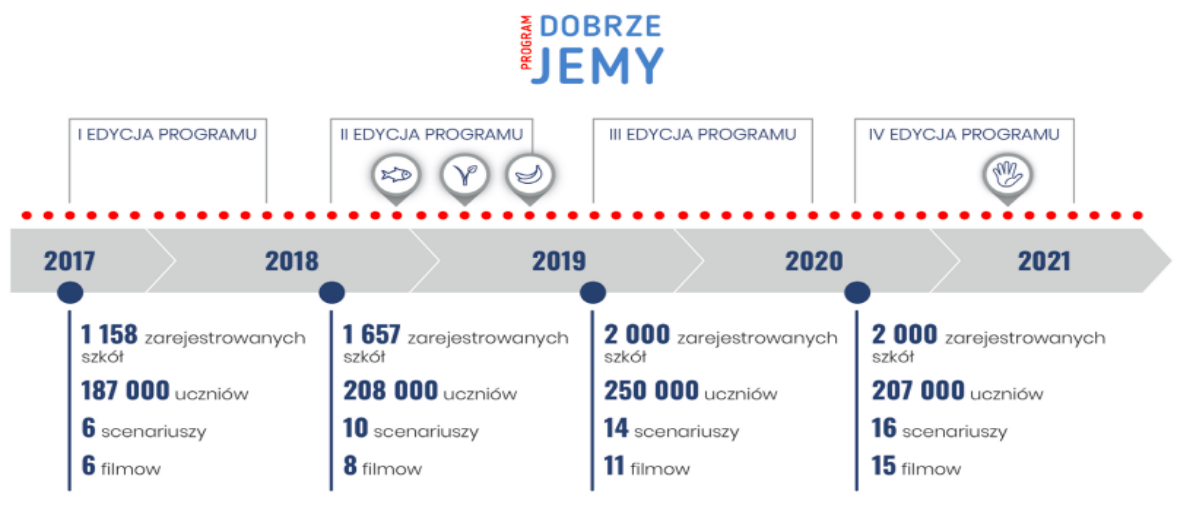 PROGRAM
DOBRZE
JEMY
I EDYCJA PROGRAMU
II EDYCJA PROGRAMU
III EDYCJA PROGRAMU
IV EDYCJA PROGRAMU
2017
2018
2019
2020
2021
1 158 zarejestrowanych
szkół
187 000 uczniów
6 scenariuszy
6 filmow
1 657 zarejestrowanych
szkół
208 000 uczniów
10 scenariuszy
8 filmow
2 000 zarejestrowanych
szkół
250 000 uczniów
14 scenariuszy
11 filmow
2 000 zarejestrowanych
szkół
207 000 uczniów
16 scenariuszy
15 filmow